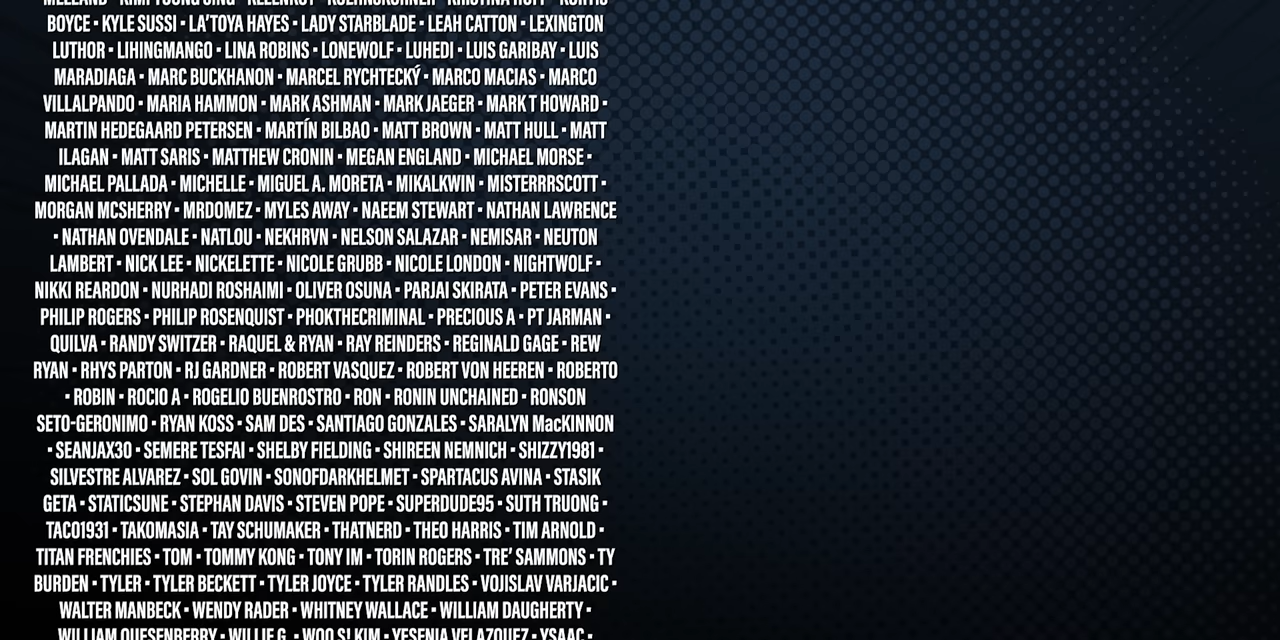 BOYCE ▪ KYLE SUSSI ▪ LA'TOYA HAYES ▪ LADY STARBLADE ▪ LEAH CATTON ▪ LEXINGTON
LUTHOR ▪ LIHINGMANGO ▪ LINA ROBINS ▪ LONEWOLF ▪ LUHEDI ▪ LUIS GARIBAY ▪ LUIS
MARADIAGA ▪ MARC BUCKHANON ▪ MARCEL RYCHTECKÝ ▪ MARCO MACIAS ▪ MARCO
VILLALPANDO ▪ MARIA HAMMON ▪ MARK ASHMAN ▪ MARK JAEGER ▪ MARK T HOWARD ▪
MARTIN HEDEGAARD PETERSEN ▪ MARTÍN BILBAO ▪ MATT BROWN ▪ MATT HULL ▪ MATT
ILAGAN ▪ MATT SARIS ▪ MATTHEW CRONIN ▪ MEGAN ENGLAND ▪ MICHAEL MORSE ▪
MICHAEL PALLADA ▪ MICHELLE ▪ MIGUEL A. MORETA ▪ MIKALKWIN ▪ MISTERRRSCOTT ▪
MORGAN MCSHERRY ▪ MRDOMEZ ▪ MYLES AWAY ▪ NAEEM STEWART ▪ NATHAN LAWRENCE
▪ NATHAN OVENDALE ▪ NATLOU ▪ NEKHRVN ▪ NELSON SALAZAR ▪ NEMISAR ▪ NEUTON
LAMBERT ▪ NICK LEE ▪ NICKELETTE ▪ NICOLE GRUBB ▪ NICOLE LONDON ▪ NIGHTWOLF ▪
NIKKI REARDON ▪ NURHADI ROSHAIMI ▪ OLIVER OSUNA ▪ PARJAI SKIRATA ▪ PETER EVANS ▪
PHILIP ROGERS ▪ PHILIP ROSENQUIST ▪ PHOKTHECRIMINAL ▪ PRECIOUS A ▪ PT JARMAN ▪
QUILVA ▪ RANDY SWITZER ▪ RAQUEL & RYAN ▪ RAY REINDERS ▪ REGINALD GAGE ▪ REW
RYAN ▪ RHYS PARTON ▪ RJ GARDNER ▪ ROBERT VASQUEZ ▪ ROBERT VON HEEREN ▪ ROBERTO
▪ ROBIN ▪ ROCIO A ▪ ROGELIO BUENROSTRO ▪ RON ▪ RONIN UNCHAINED ▪ RONSON
SETO-GERONIMO ▪ RYAN KOSS ▪ SAM DES ▪ SANTIAGO GONZALES ▪ SARALYN MacKINNON
▪ SEANJAX30 ▪ SEMERE TESFAI ▪ SHELBY FIELDING ▪ SHIREEN NEMNICH ▪ SHIZZY1981 ▪
SILVESTRE ALVAREZ ▪ SOL GOVIN ▪ SONOFDARKHELMET ▪ SPARTACUS AVINA ▪ STASIK
GETA ▪ STATICSUNE ▪ STEPHAN DAVIS ▪ STEVEN POPE ▪ SUPERDUDE95 ▪ SUTH TRUONG ▪
TACO1931 ▪ TAKOMASIA ▪ TAY SCHUMAKER ▪ THATNERD ▪ THEO HARRIS ▪ TIM ARNOLD ▪
TITAN FRENCHIES ▪ TOM ▪ TOMMY KONG ▪ TONY IM ▪ TORIN ROGERS ▪ TRE' SAMMONS ▪ TY
BURDEN ▪ TYLER ▪ TYLER BECKETT ▪ TYLER JOYCE ▪ TYLER RANDLES ▪ VOJISLAV VARJACIC ▪
WALTER MANBECK ▪ WENDY RADER ▪ WHITNEY WALLACE ▪ WILLIAM DAUGHERTY ▪
WILLIAM QUESENBERRY ▪ WILLIE G. ▪ WOO SJ KIM ▪ YESENIA VELAZQUEZ ▪ YSAAC ▪